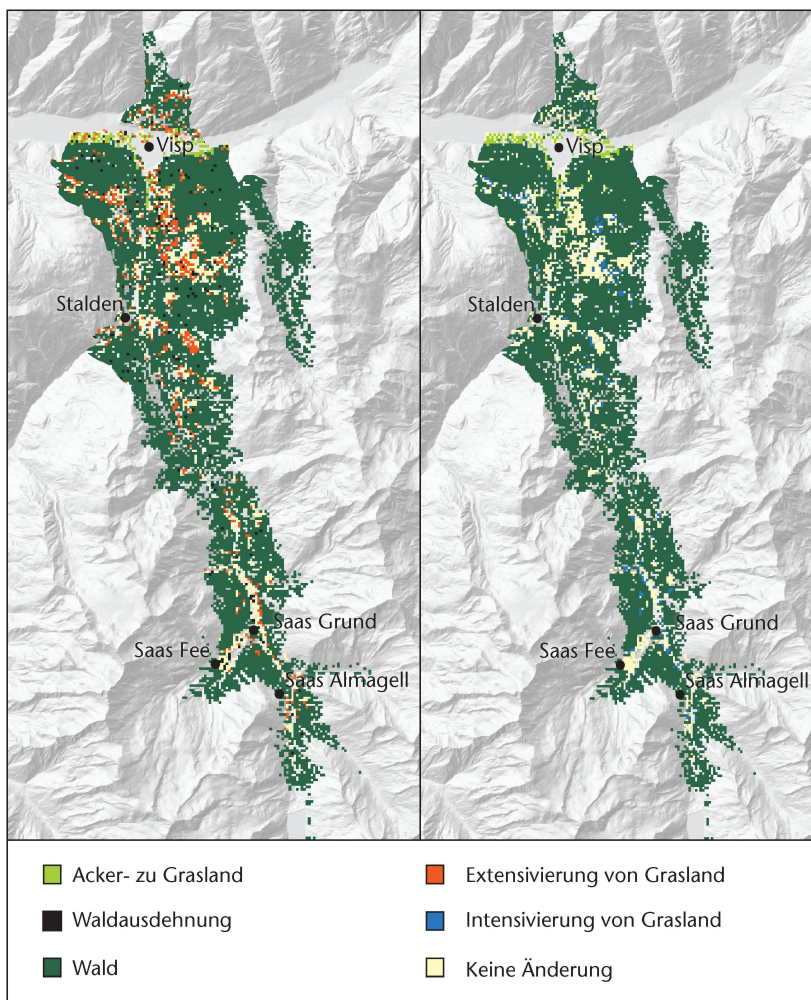 Visp
Stalden
Saas Grund
Saas Fee
Saas Almagell
Visp
Stalden
Saas Grund
Saas Fee
Saas Almagell
Acker- zu Grasland
Waldausdehnung
Wald
Extensivierung von Grasland
Intensivierung von Grasland
Keine Änderung